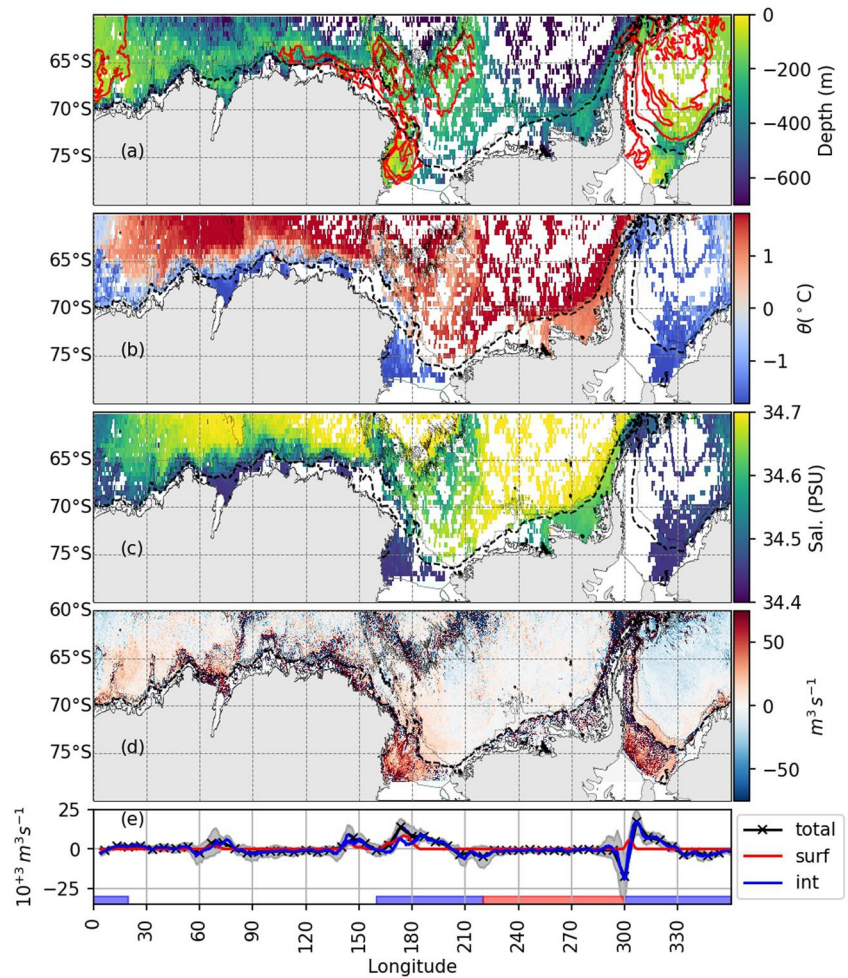 65°S
70°S
75°S
(a)
0
−200
−400
−600
Depth (m)
65°S
70°S
75°S
(b)
1
0
−1
θ(°C)
65°S
70°S
75°S
(c)
34.7
34.6
34.5
34.4
Sal. (PSU)
60°S
65°S
70°S
75°S
(d)
50
0
−50
m³ s⁻¹
(e)
25
0
−25
10⁺³ m³s⁻¹
total
surf
int
0 30 60 90 120 150 180 210 240 270 300 330
Longitude